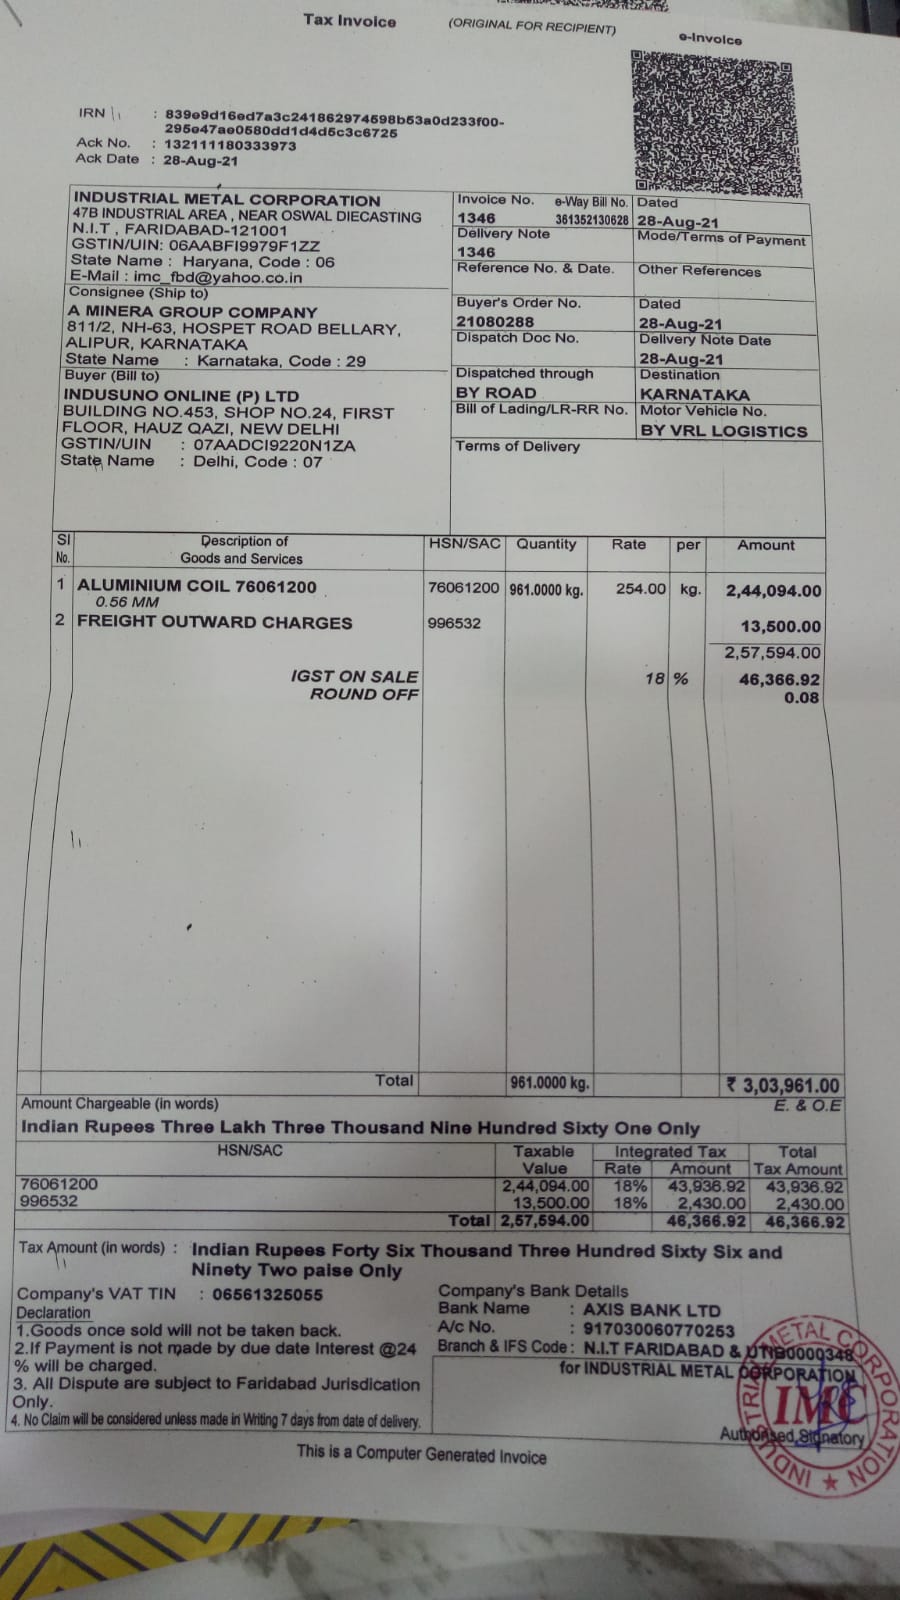 Tax Invoice (ORIGINAL FOR RECIPIENT) e-Invoice
IRN : 839e9d16ed7a3c241862974598b53a0d233f00-
295e47ae0580dd1d4d5c3c6725
Ack No. : 132111180333973
Ack Date : 28-Aug-21
INDUSTRIAL METAL CORPORATION
47B INDUSTRIAL AREA , NEAR OSWAL DIECASTING
N.I.T , FARIDABAD-121001
GSTIN/UIN: 06AABFI9979F1ZZ
State Name : Haryana, Code : 06
E-Mail : imc_fbd@yahoo.co.in
Consignee (Ship to)
A MINERA GROUP COMPANY
811/2, NH-63, HOSPET ROAD BELLARY,
ALIPUR, KARNATAKA
State Name : Karnataka, Code : 29
Buyer (Bill to)
INDUSUNO ONLINE (P) LTD
BUILDING NO.453, SHOP NO.24, FIRST
FLOOR, HAUZ QAZI, NEW DELHI
GSTIN/UIN : 07AADCI9220N1ZA
State Name : Delhi, Code : 07
Invoice No. e-Way Bill No. Dated
1346 361352130628 28-Aug-21
Delivery Note Mode/Terms of Payment
1346
Reference No. & Date. Other References
Buyer's Order No. Dated
21080288 28-Aug-21
Dispatch Doc No. Delivery Note Date
28-Aug-21
Dispatched through Destination
BY ROAD KARNATAKA
Bill of Lading/LR-RR No. Motor Vehicle No.
BY VRL LOGISTICS
Terms of Delivery
Sl Description of HSN/SAC Quantity Rate per Amount
No. Goods and Services
1 ALUMINIUM COIL 76061200 76061200 961.0000 kg. 254.00 kg. 2,44,094.00
0.56 MM
2 FREIGHT OUTWARD CHARGES 996532 13,500.00
2,57,594.00
IGST ON SALE 18 % 46,366.92
ROUND OFF 0.08
Total 961.0000 kg. ₹ 3,03,961.00
Amount Chargeable (in words) E. & O.E
Indian Rupees Three Lakh Three Thousand Nine Hundred Sixty One Only
HSN/SAC Taxable Integrated Tax Total
Value Rate Amount Tax Amount
76061200 2,44,094.00 18% 43,936.92 43,936.92
996532 13,500.00 18% 2,430.00 2,430.00
Total 2,57,594.00 46,366.92 46,366.92
Tax Amount (in words) : Indian Rupees Forty Six Thousand Three Hundred Sixty Six and
Ninety Two paise Only
Company's VAT TIN : 06561325055
Declaration
1.Goods once sold will not be taken back.
2.If Payment is not made by due date Interest @24
% will be charged.
3. All Dispute are subject to Faridabad Jurisdication
Only.
4. No Claim will be considered unless made in Writing 7 days from date of delivery.
Company's Bank Details
Bank Name : AXIS BANK LTD
A/c No. : 917030060770253
Branch & IFS Code : N.I.T FARIDABAD & UTIB0000348
for INDUSTRIAL METAL CORPORATION
Authorised Signatory
INDUSTRIAL METAL CORPORATION
IMC
This is a Computer Generated Invoice